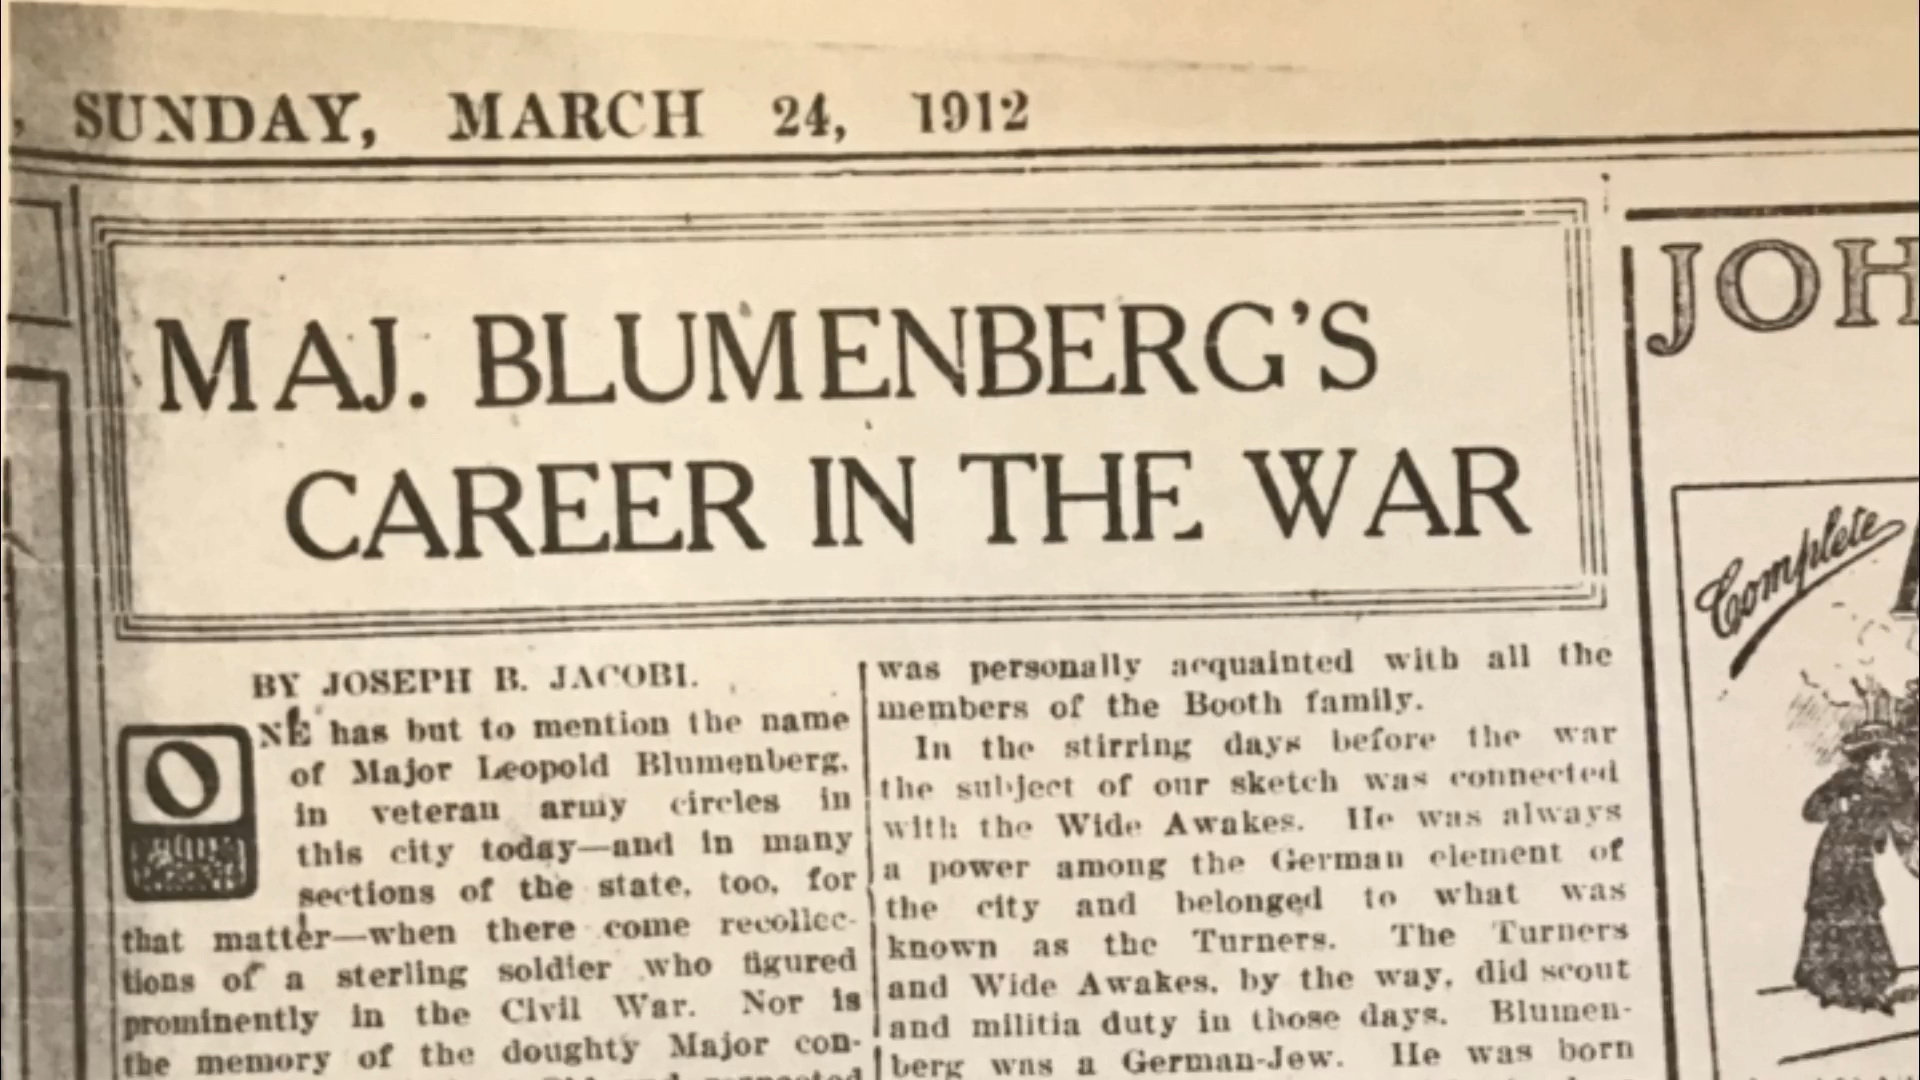 , SUNDAY, MARCH 24, 1912
MAJ. BLUMENBERG'S
CAREER IN THE WAR
BY JOSEPH B. JACOBI.
ONE has but to mention the name
of Major Leopold Blumenberg,
in veteran army circles in
this city today—and in many
sections of the state, too, for
that matter—when there come recollec-
tions of a sterling soldier who figured
prominently in the Civil War. Nor is
the memory of the doughty Major con-
was personally acquainted with all the
members of the Booth family.
In the stirring days before the war
the subject of our sketch was connected
with the Wide Awakes. He was always
a power among the German element of
the city and belonged to what was
known as the Turners. The Turners
and Wide Awakes, by the way, did scout
and militia duty in those days. Blumen-
berg was a German-Jew. He was born
JOH
Complete